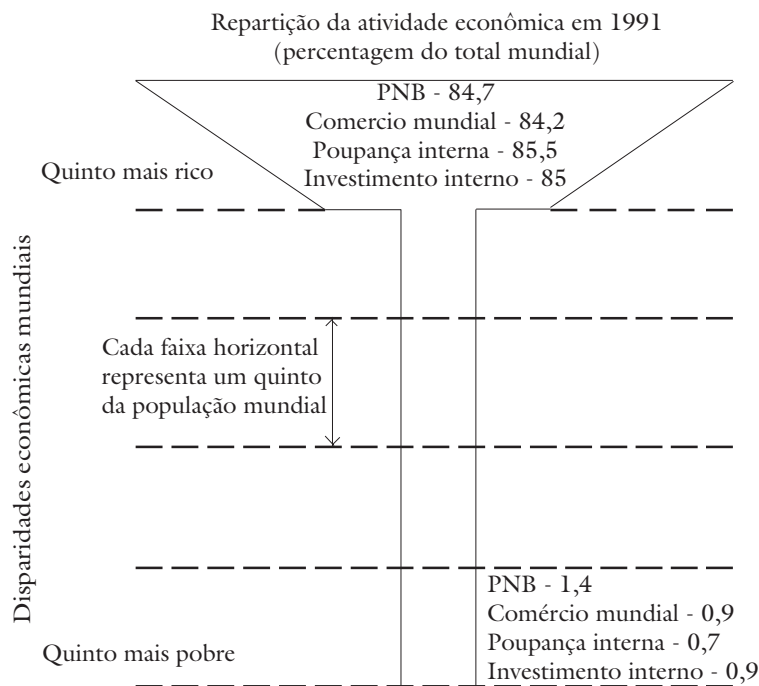 Repartição da atividade econômica em 1991
(percentagem do total mundial)
PNB - 84,7
Comercio mundial - 84,2
Poupança interna - 85,5
Investimento interno - 85
Quinto mais rico
Disparidades econômicas mundiais
Cada faixa horizontal
representa um quinto
da população mundial
PNB - 1,4
Comércio mundial - 0,9
Poupança interna - 0,7
Investimento interno - 0,9
Quinto mais pobre